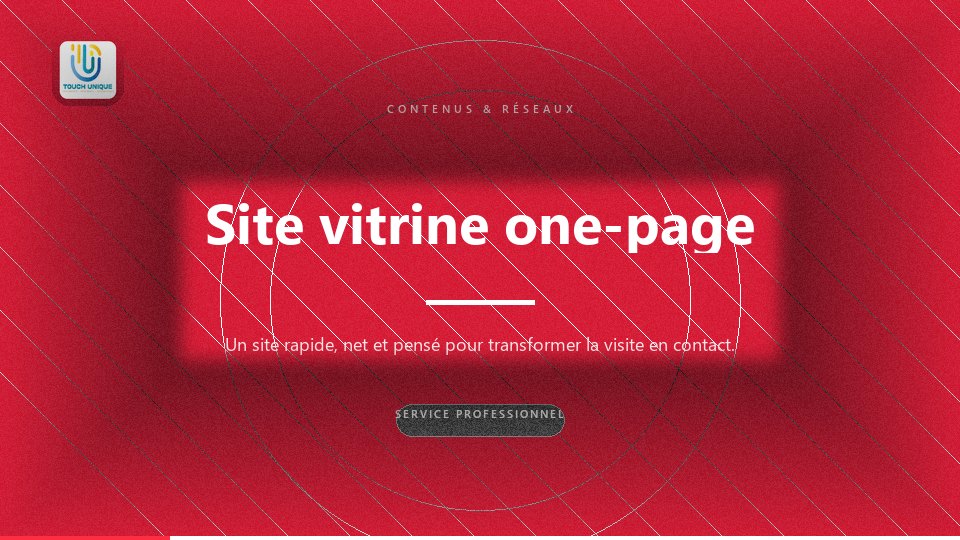 TOUCH UNIQUE
CONTENUS & RÉSEAUX
Site vitrine one-page
Un site rapide, net et pensé pour transformer la visite en contact.
SERVICE PROFESSIONNEL